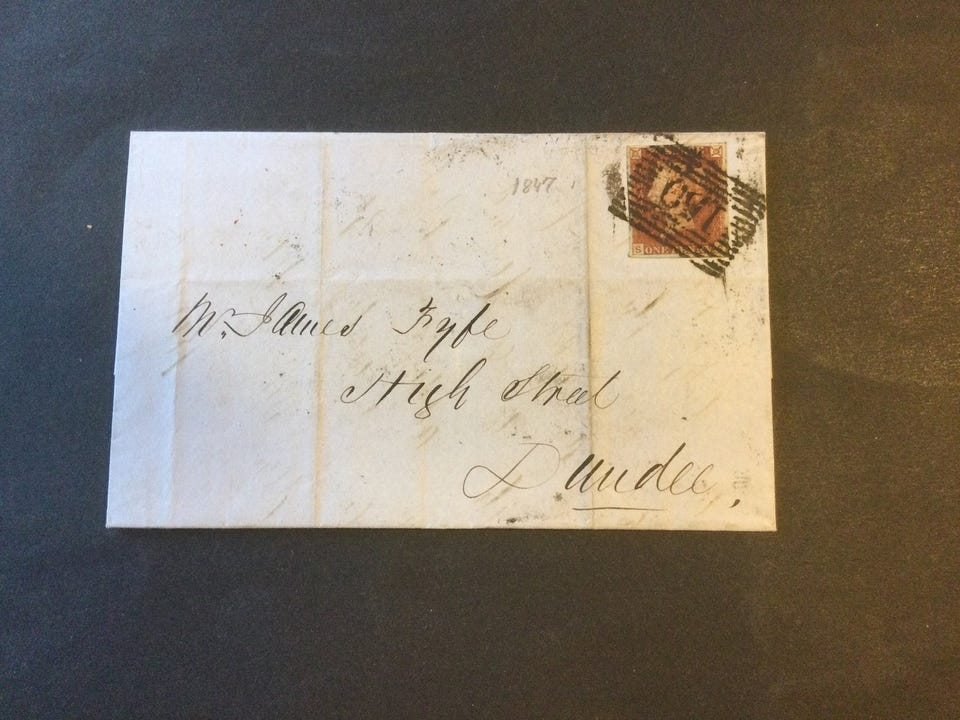 1847
S ONE PENNY
Mr. James Fyfe
High Street
Dundee,